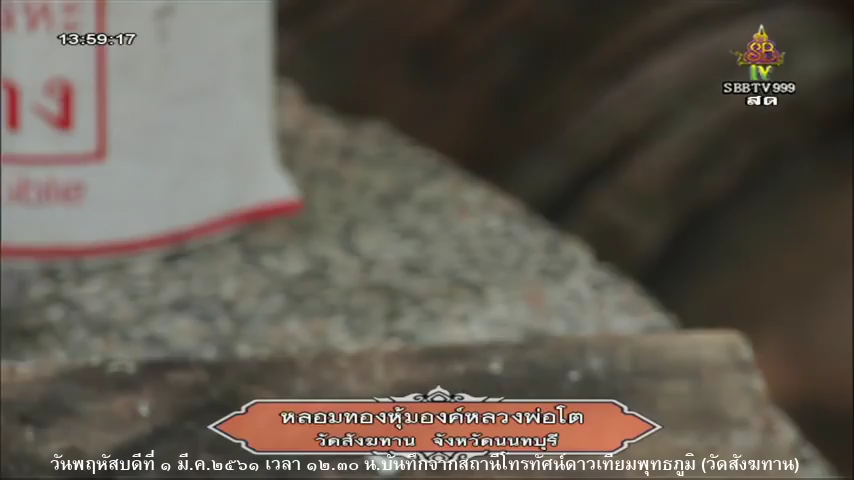 13:59:17
SB
TV
SBBTV999
สด
ง
หลอมทองหุ้มองค์หลวงพ่อโต
วัดสังฆทาน จังหวัดนนทบุรี
วันพฤหัสบดีที่ ๑ มี.ค.๒๕๖๑ เวลา ๑๒.๓๐ น.บันทึกจากสถานีโทรทัศน์ดาวเทียมพุทธภูมิ (วัดสังฆทาน)